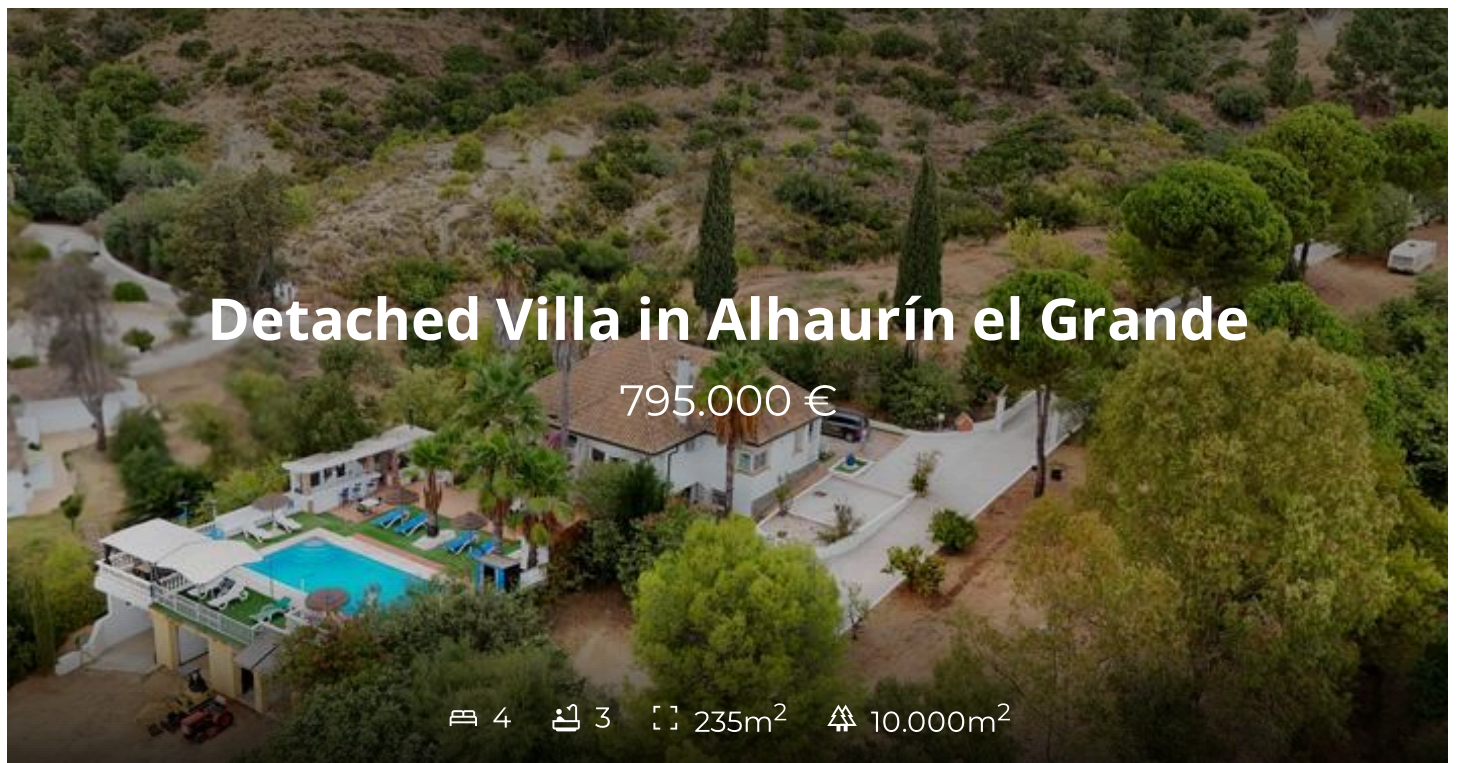 Detached Villa in Alhaurín el Grande
795.000 €
4 3 235m² 10.000m²